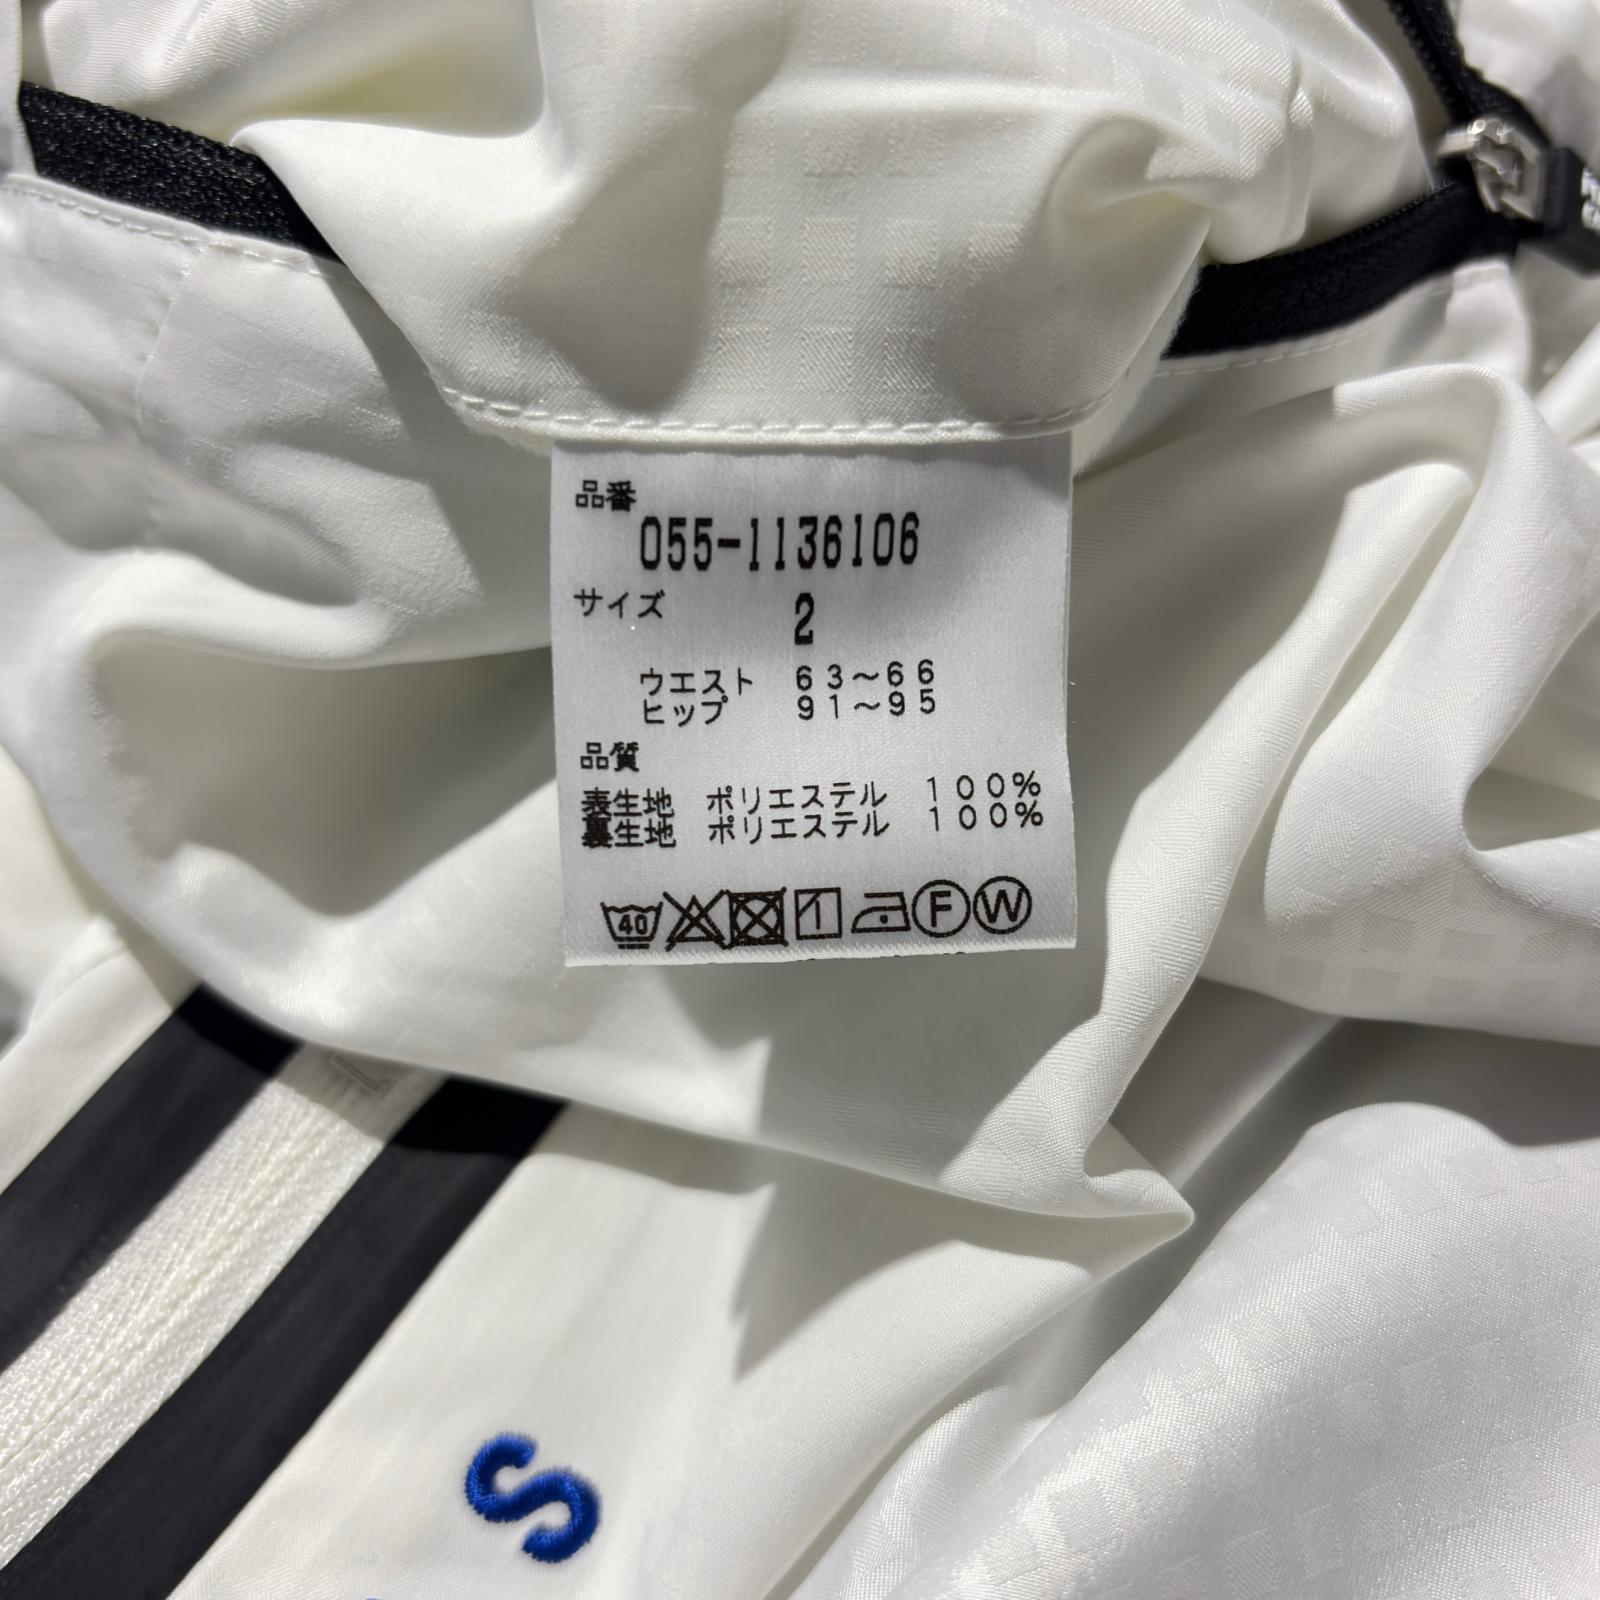 品番
055-1136106
サイズ 2
ウエスト 63~66
ヒップ 91~95
品質
表生地 ポリエステル 100%
裏生地 ポリエステル 100%
40 F W
S